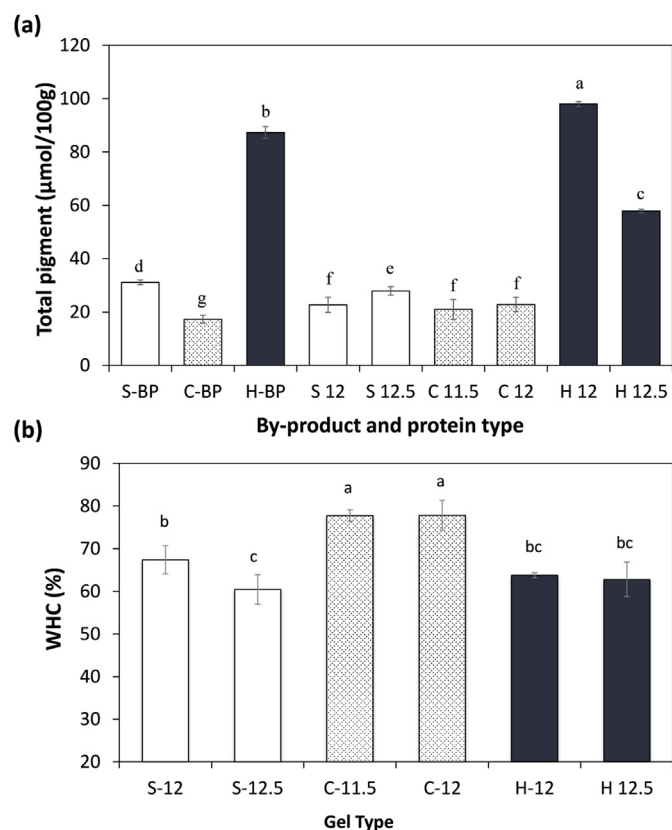 (a)
Total pigment (µmol/100g)
120
100
80
60
40
20
0
d
g
b
f
e
f
f
a
c
S-BP C-BP H-BP S 12 S 12.5 C 11.5 C 12 H 12 H 12.5
By-product and protein type
(b)
WHC (%)
90
80
70
60
50
40
30
20
b
c
a
a
bc
bc
S-12 S-12.5 C-11.5 C-12 H-12 H 12.5
Gel Type